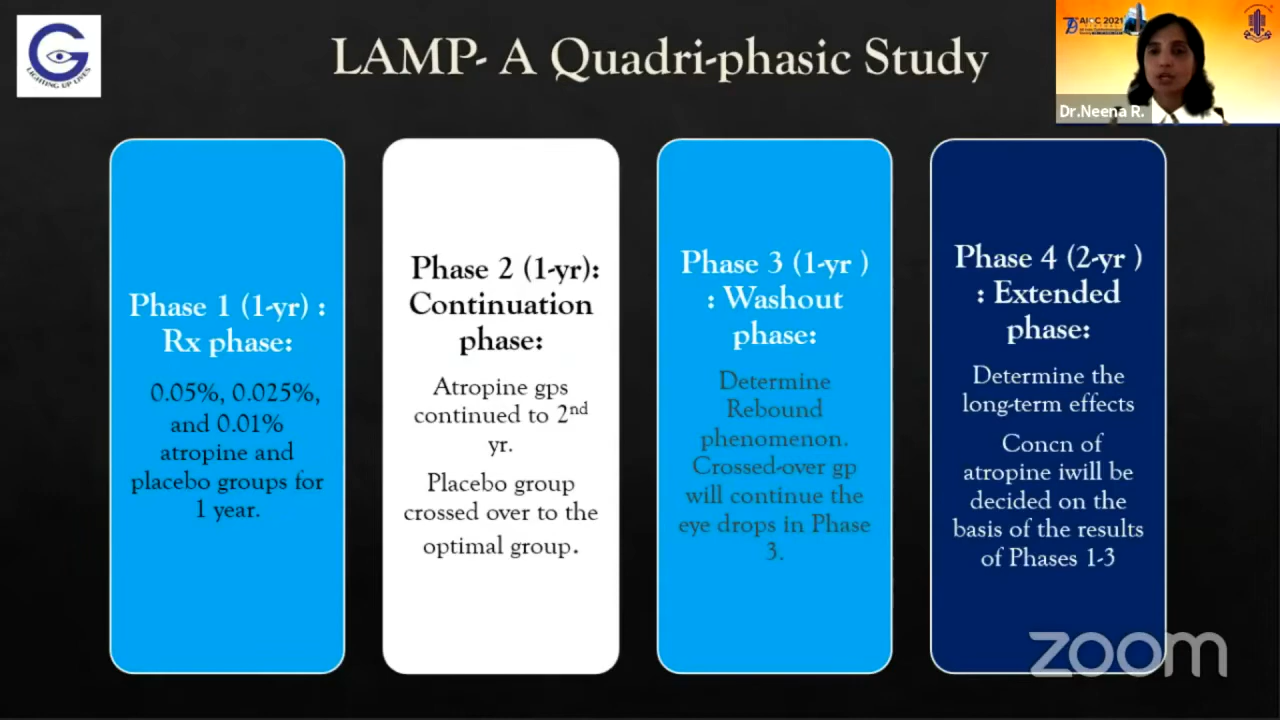 LIGHTING UP LIVES
LAMP- A Quadri-phasic Study
AIOC 2021
Dr.Neena R.
Phase 1 (1-yr) :
Rx phase:
0.05%, 0.025%,
and 0.01%
atropine and
placebo groups for
1 year.
Phase 2 (1-yr):
Continuation
phase:
Atropine gps
continued to 2nd
yr.
Placebo group
crossed over to the
optimal group.
Phase 3 (1-yr )
: Washout
phase:
Determine
Rebound
phenomenon.
Crossed-over gp
will continue the
eye drops in Phase
3.
Phase 4 (2-yr )
: Extended
phase:
Determine the
long-term effects
Concn of
atropine iwill be
decided on the
basis of the results
of Phases 1-3
zoom